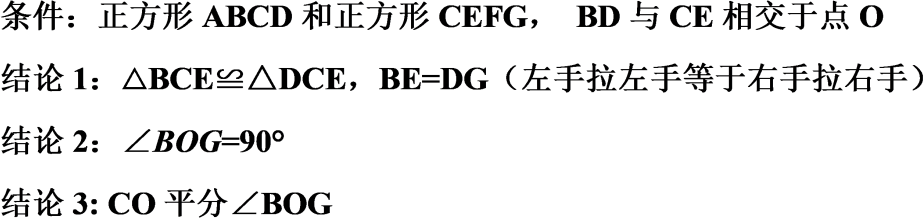 条件：正方形 ABCD 和正方形 CEFG， BD 与 CE 相交于点 O
结论 1：△BCE≌△DCE，BE=DG（左手拉左手等于右手拉右手）
结论 2：∠BOG=90°
结论 3: CO 平分∠BOG